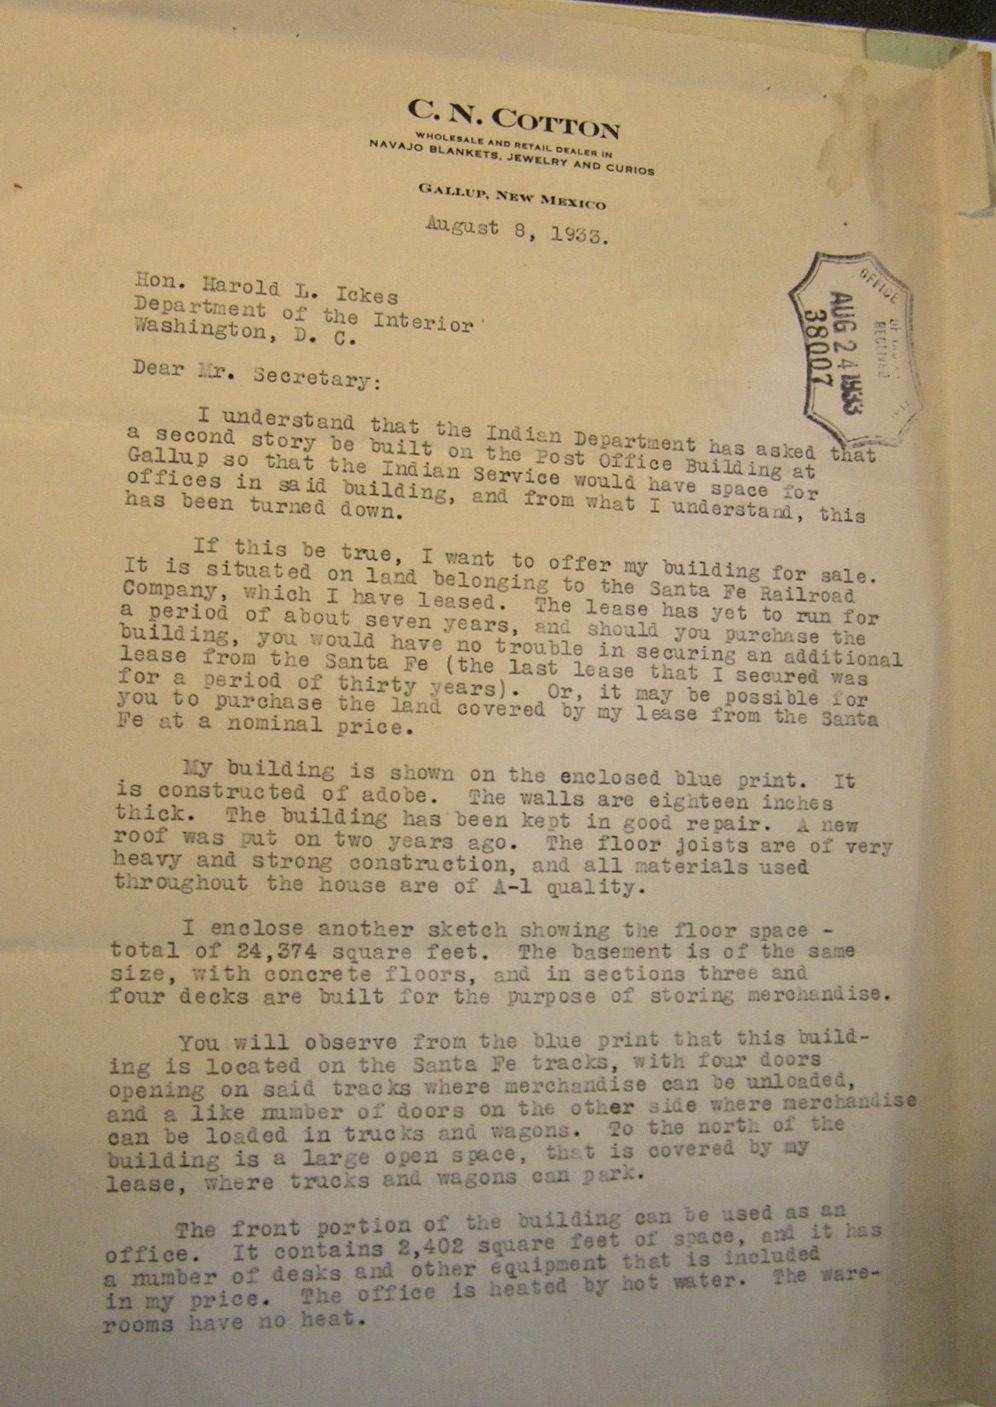 C. N. COTTON
WHOLESALE AND RETAIL DEALER IN
NAVAJO BLANKETS, JEWELRY AND CURIOS
GALLUP, NEW MEXICO
August 8, 1933.
OFFICE
RECEIVED
AUG 24 1933
38007
Hon. Harold L. Ickes
Department of the Interior
Washington, D. C.
Dear Mr. Secretary:
I understand that the Indian Department has asked that
a second story be built on the Post Office Building at
Gallup so that the Indian Service would have space for
offices in said building, and from what I understand, this
has been turned down.
If this be true, I want to offer my building for sale.
It is situated on land belonging to the Santa Fe Railroad
Company, which I have leased. The lease has yet to run for
a period of about seven years, and should you purchase the
building, you would have no trouble in securing an additional
lease from the Santa Fe (the last lease that I secured was
for a period of thirty years). Or, it may be possible for
you to purchase the land covered by my lease from the Santa
Fe at a nominal price.
My building is shown on the enclosed blue print. It
is constructed of adobe. The walls are eighteen inches
thick. The building has been kept in good repair. A new
roof was put on two years ago. The floor joists are of very
heavy and strong construction, and all materials used
throughout the house are of A-1 quality.
I enclose another sketch showing the floor space -
total of 24,374 square feet. The basement is of the same
size, with concrete floors, and in sections three and
four decks are built for the purpose of storing merchandise.
You will observe from the blue print that this build-
ing is located on the Santa Fe tracks, with four doors
opening on said tracks where merchandise can be unloaded,
and a like number of doors on the other side where merchandise
can be loaded in trucks and wagons. To the north of the
building is a large open space, that is covered by my
lease, where trucks and wagons can park.
The front portion of the building can be used as an
office. It contains 2,402 square feet of space, and it has
a number of desks and other equipment that is included
in my price. The office is heated by hot water. The ware-
rooms have no heat.